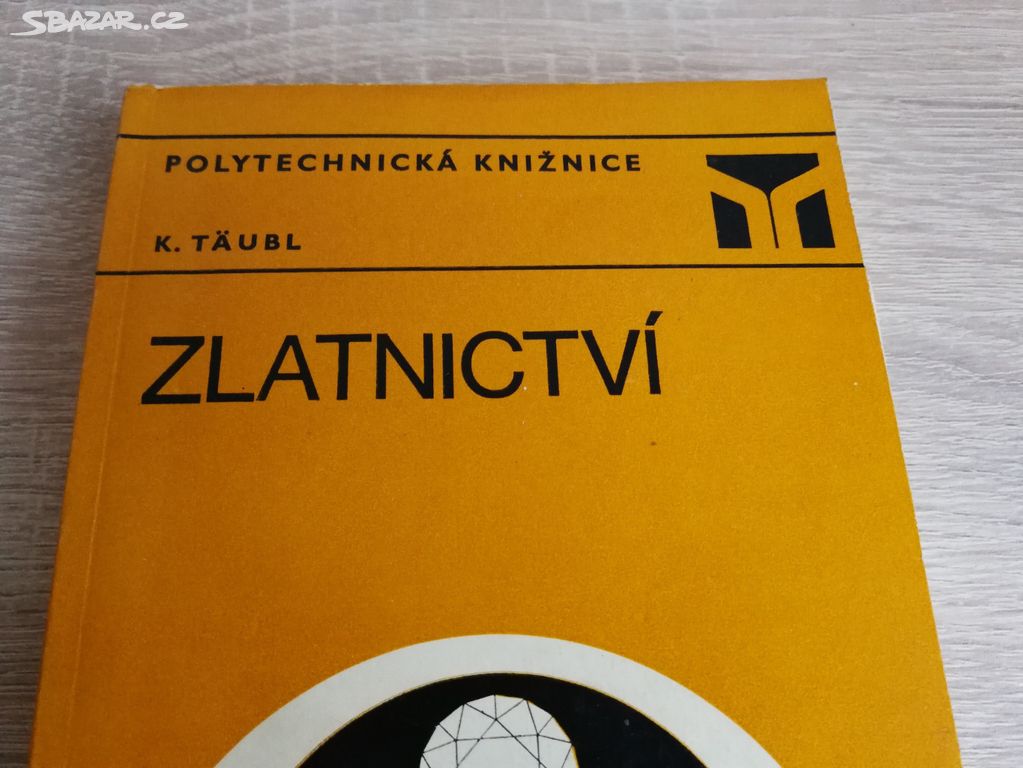 SBAZAR.CZ
POLYTECHNICKÁ KNIŽNICE
K. TÄUBL
ZLATNICTVÍ